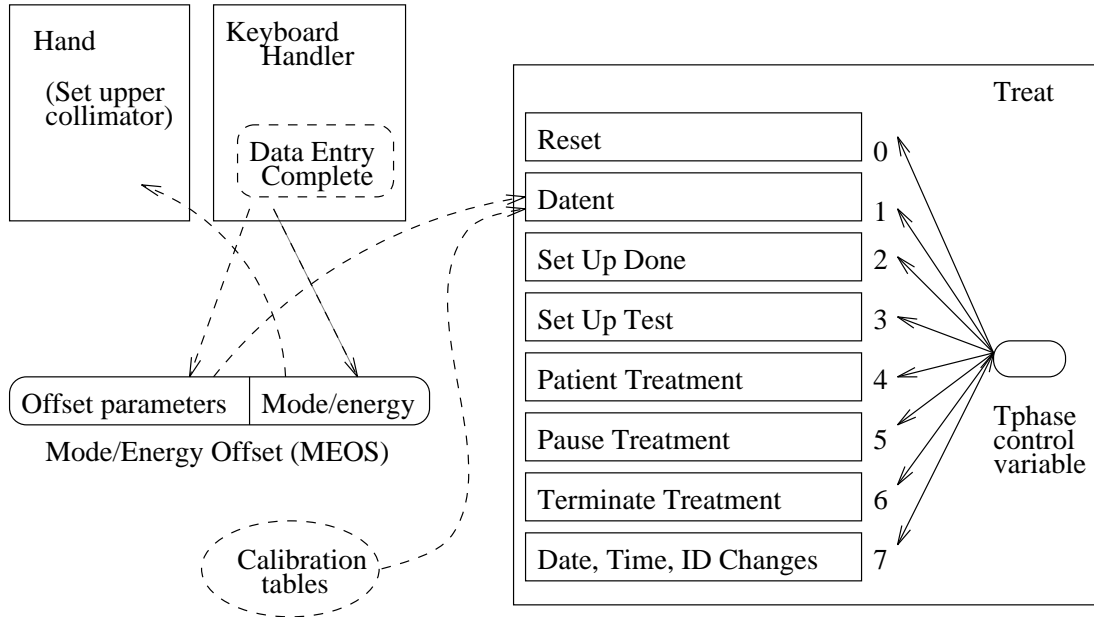 Hand
(Set upper
collimator)
Keyboard
Handler
Data Entry
Complete
Offset parameters
Mode/energy
Mode/Energy Offset (MEOS)
Calibration
tables
Treat
Reset
0
Datent
1
Set Up Done
2
Set Up Test
3
Patient Treatment
4
Pause Treatment
5
Terminate Treatment
6
Date, Time, ID Changes
7
Tphase
control
variable